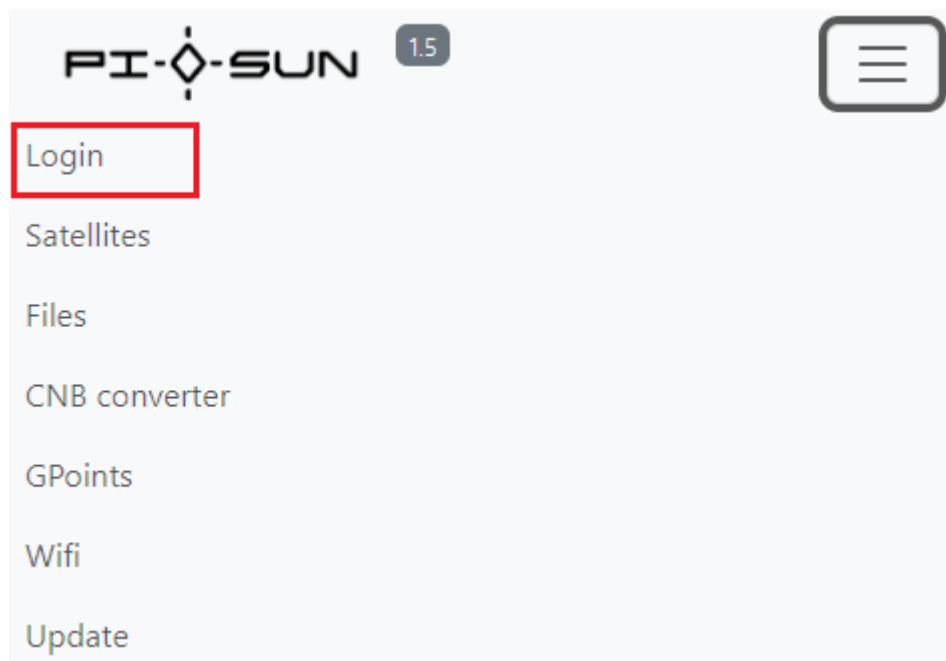 PI-SUN 1.5
Login
Satellites
Files
CNB converter
GPoints
Wifi
Update